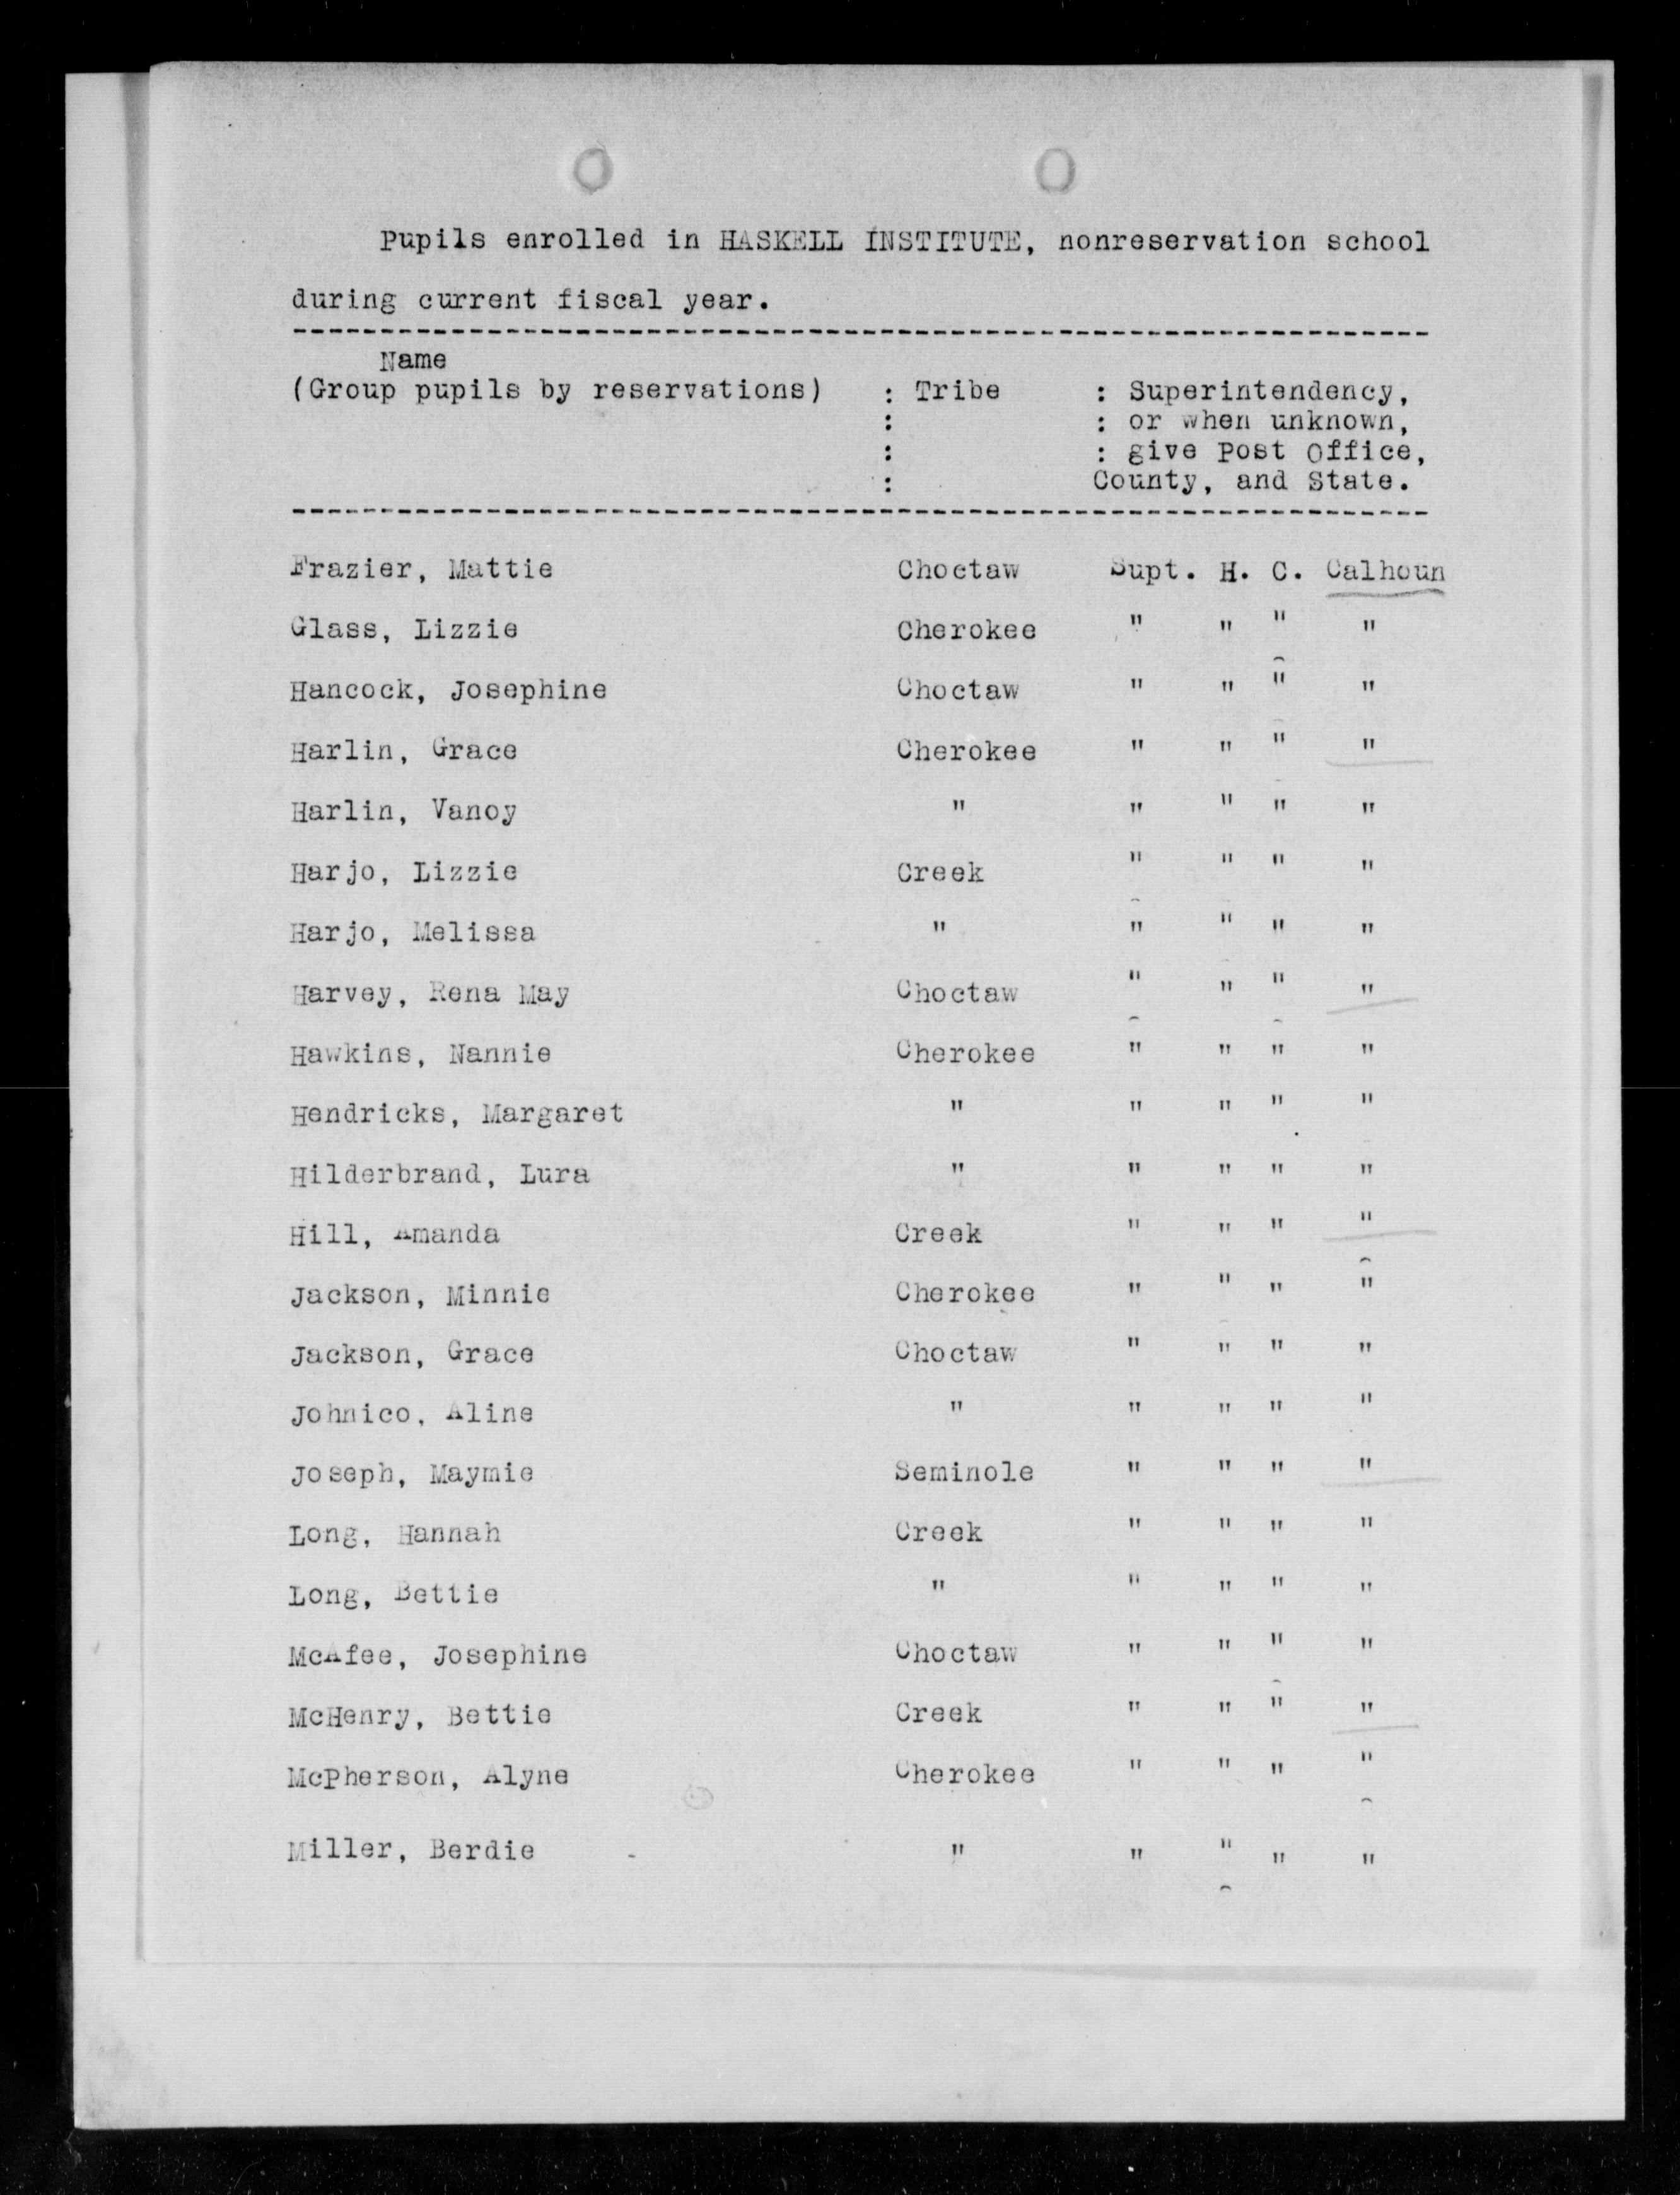 Pupils enrolled in HASKELL INSTITUTE, nonreservation school
during current fiscal year.
Name
(Group pupils by reservations) : Tribe : Superintendency,
: : or when unknown,
: : give Post Office,
: County, and State.
Frazier, Mattie Choctaw Supt. H. C. Calhoun
Glass, Lizzie Cherokee " " " "
Hancock, Josephine Choctaw " " " "
Harlin, Grace Cherokee " " " "
Harlin, Vanoy " " " " "
Harjo, Lizzie Creek " " " "
Harjo, Melissa " " " " "
Harvey, Rena May Choctaw " " " "
Hawkins, Nannie Cherokee " " " "
Hendricks, Margaret " " " " "
Hilderbrand, Lura " " " " "
Hill, Amanda Creek " " " "
Jackson, Minnie Cherokee " " " "
Jackson, Grace Choctaw " " " "
Johnico, Aline " " " " "
Joseph, Maymie Seminole " " " "
Long, Hannah Creek " " " "
Long, Bettie " " " " "
McAfee, Josephine Choctaw " " " "
McHenry, Bettie Creek " " " "
McPherson, Alyne Cherokee " " " "
Miller, Berdie - " " " " "